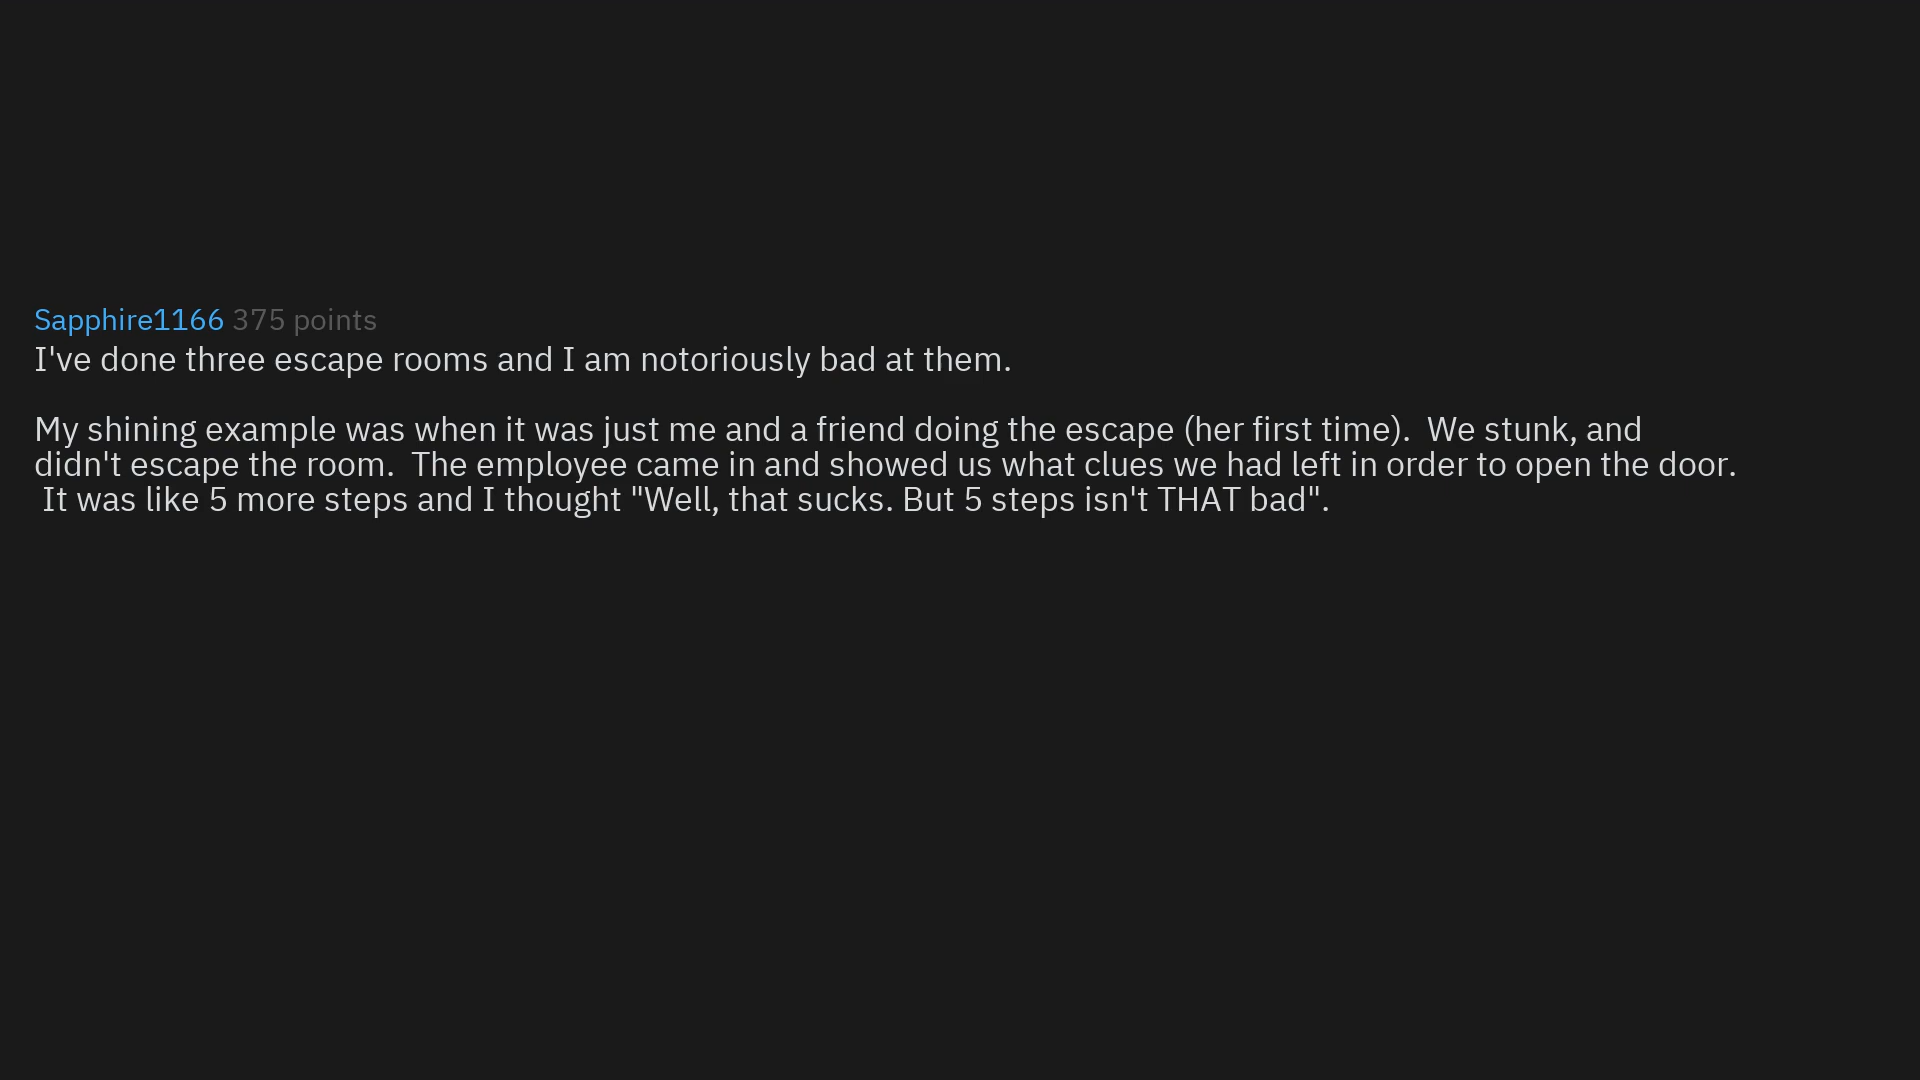 Sapphire1166 375 points
I've done three escape rooms and I am notoriously bad at them.
My shining example was when it was just me and a friend doing the escape (her first time).  We stunk, and
didn't escape the room.  The employee came in and showed us what clues we had left in order to open the door.
It was like 5 more steps and I thought "Well, that sucks. But 5 steps isn't THAT bad".